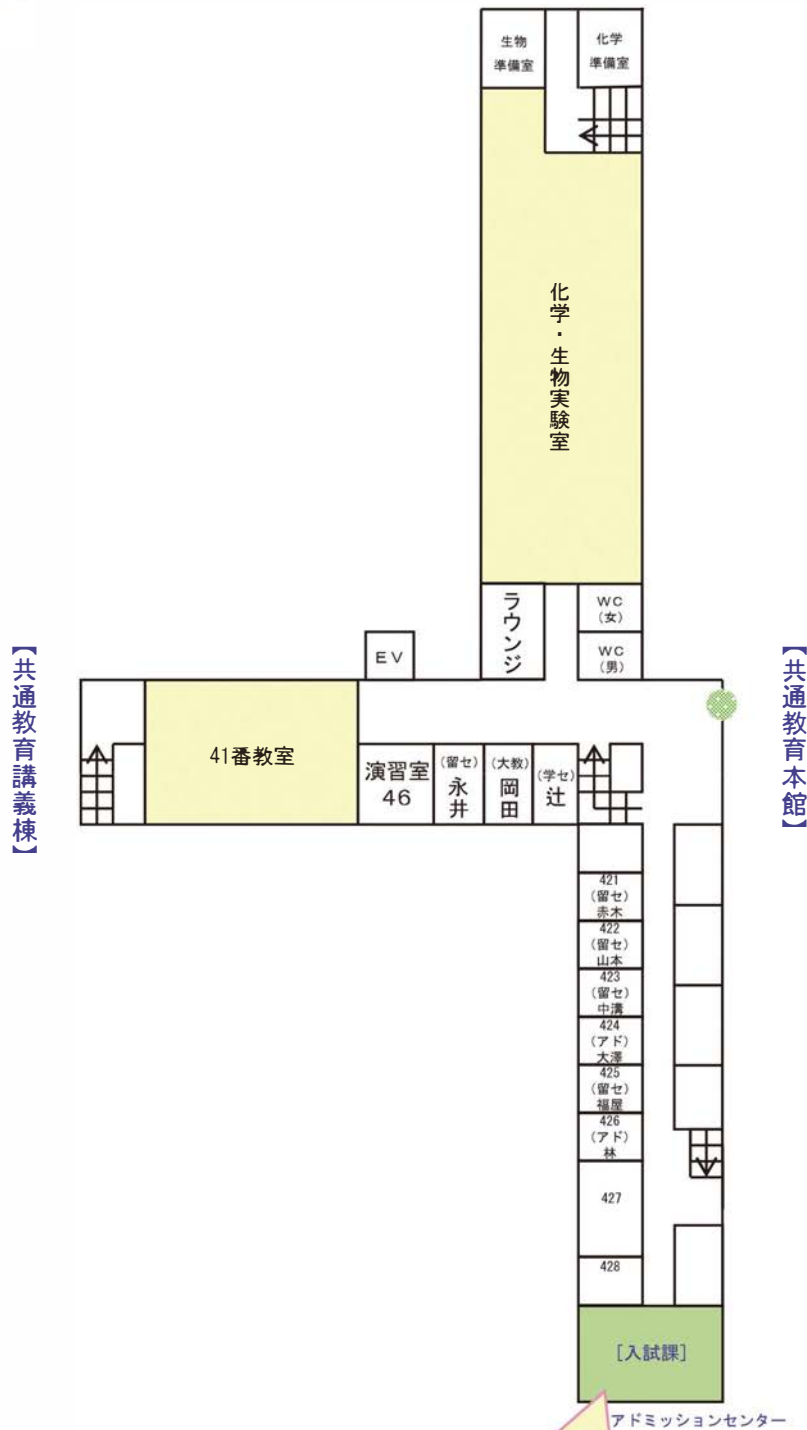 生物
準備室
化学
準備室
化学・生物実験室
ラウンジ
WC
(女)
WC
(男)
EV
【共通教育講義棟】
【共通教育本館】
41番教室
演習室
46
(留セ)
永井
(大教)
岡田
(学セ)
辻
421
(留セ)
赤木
422
(留セ)
山本
423
(留セ)
中溝
424
(アド)
大澤
425
(留セ)
福屋
426
(アド)
林
427
428
[入試課]
アドミッションセンター